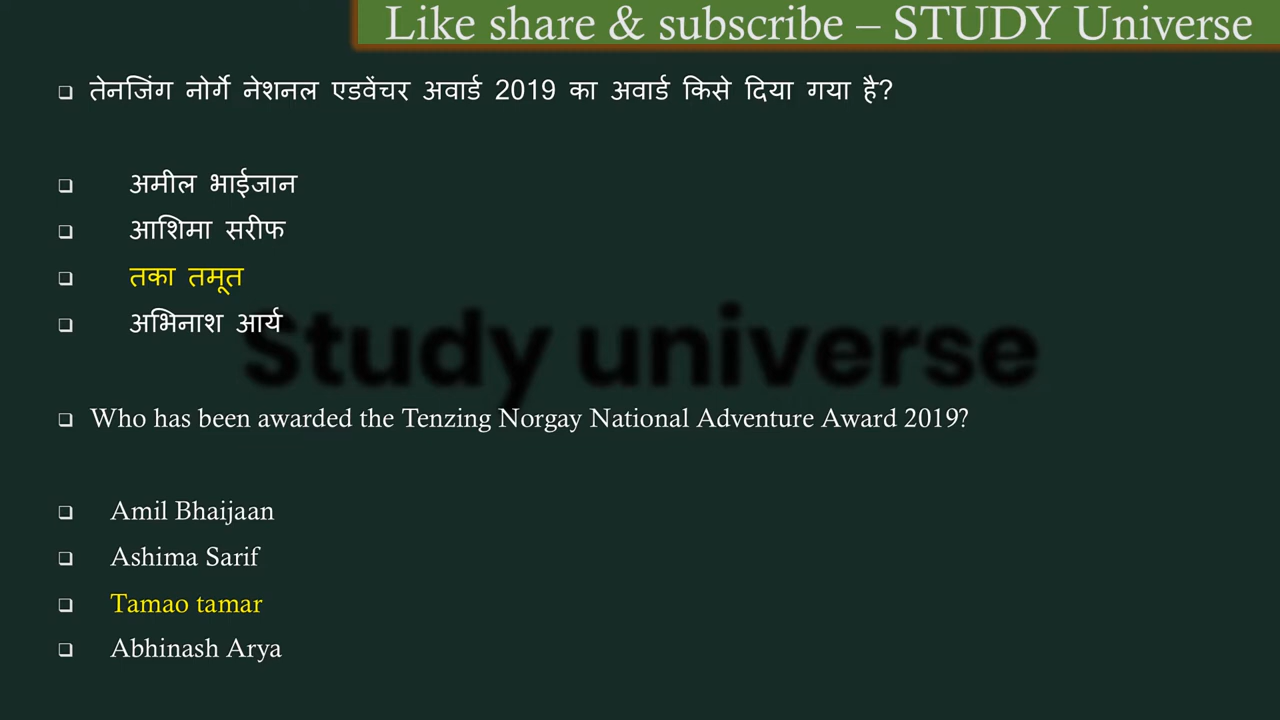 Like share & subscribe – STUDY Universe
तेनजिंग नोर्गे नेशनल एडवेंचर अवार्ड 2019 का अवार्ड किसे दिया गया है?
अमील भाईजान
आशिमा सरीफ
तका तमूत
अभिनाश आर्य
Study universe
Who has been awarded the Tenzing Norgay National Adventure Award 2019?
Amil Bhaijaan
Ashima Sarif
Tamao tamar
Abhinash Arya